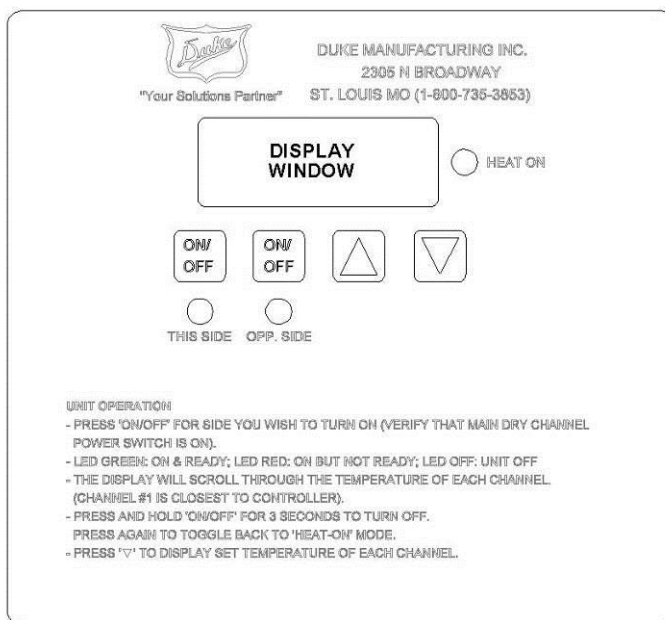 Duke
DUKE MANUFACTURING INC.
2305 N BROADWAY
"Your Solutions Partner"
ST. LOUIS MO (1-800-735-3853)
DISPLAY
WINDOW
HEAT ON
ON/
OFF
ON/
OFF
THIS SIDE
OPP. SIDE
UNIT OPERATION
- PRESS 'ON/OFF' FOR SIDE YOU WISH TO TURN ON (VERIFY THAT MAIN DRY CHANNEL
POWER SWITCH IS ON).
- LED GREEN: ON & READY; LED RED: ON BUT NOT READY; LED OFF: UNIT OFF
- THE DISPLAY WILL SCROLL THROUGH THE TEMPERATURE OF EACH CHANNEL.
(CHANNEL #1 IS CLOSEST TO CONTROLLER).
- PRESS AND HOLD 'ON/OFF' FOR 3 SECONDS TO TURN OFF.
PRESS AGAIN TO TOGGLE BACK TO 'HEAT-ON' MODE.
- PRESS '▽' TO DISPLAY SET TEMPERATURE OF EACH CHANNEL.